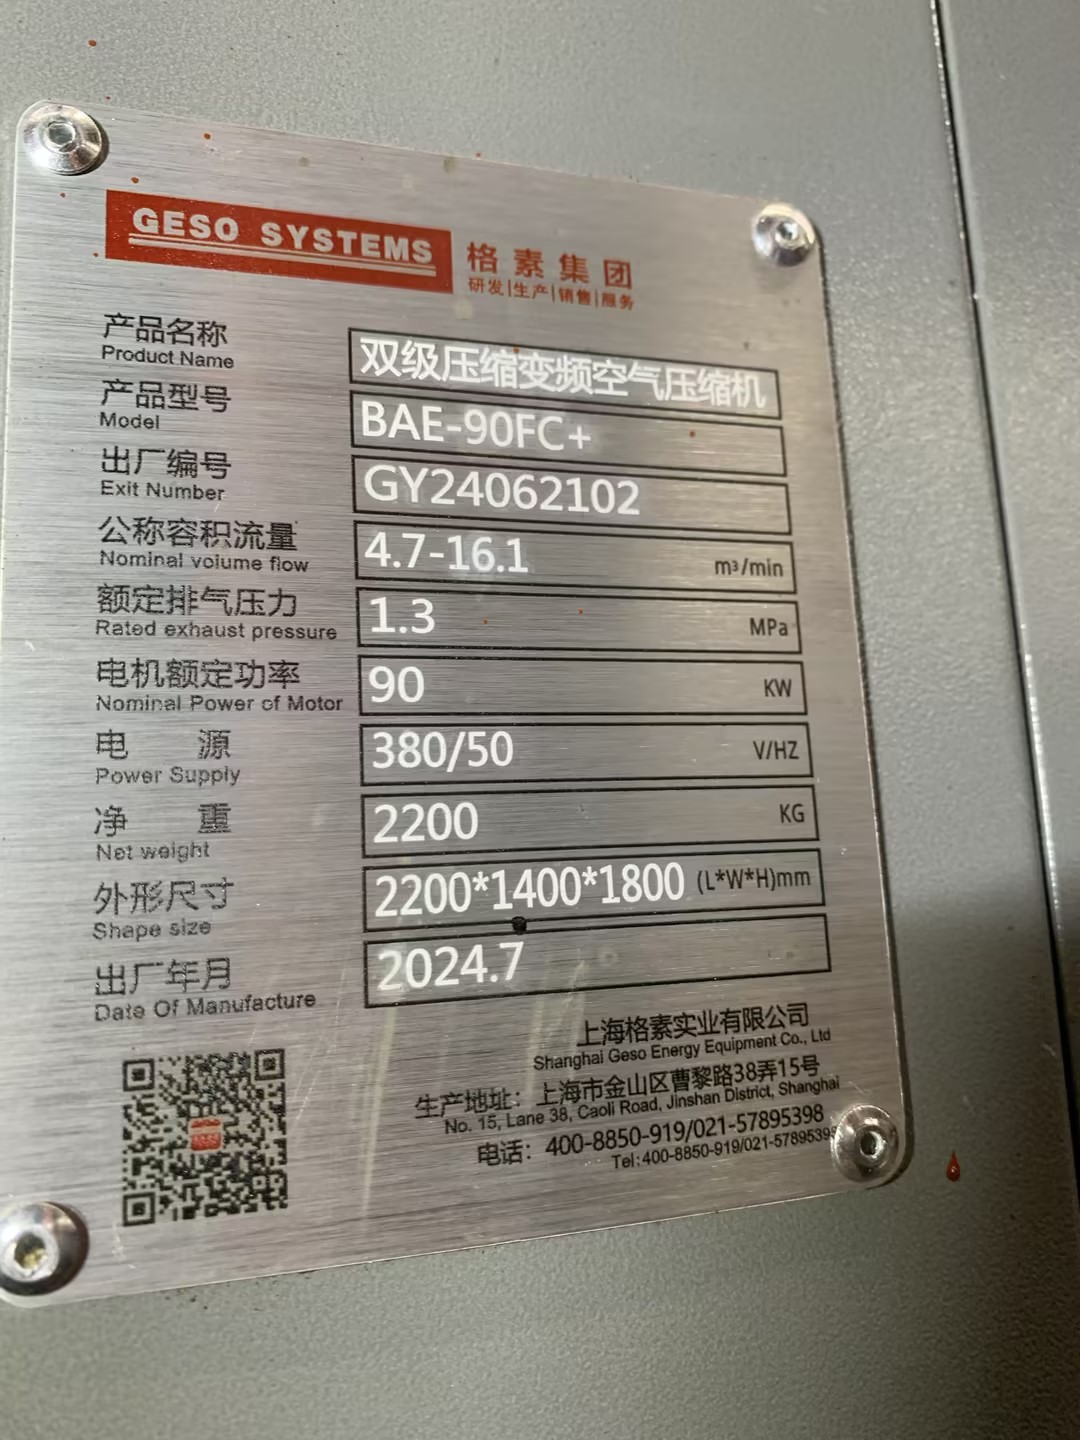 GESO SYSTEMS 格素集团
研发|生产|销售|服务
产品名称 双级压缩变频空气压缩机
Product Name
产品型号 BAE-90FC+
Model
出厂编号 GY24062102
Exit Number
公称容积流量 4.7-16.1 m³/min
Nominal volume flow
额定排气压力 1.3 MPa
Rated exhaust pressure
电机额定功率 90 KW
Nominal Power of Motor
电 源 380/50 V/HZ
Power Supply
净 重 2200 KG
Net weight
外形尺寸 2200*1400*1800 (L*W*H)mm
Shape size
出厂年月 2024.7
Date Of Manufacture
上海格素实业有限公司
Shanghai Geso Energy Equipment Co., Ltd
生产地址：上海市金山区曹黎路38弄15号
No. 15, Lane 38, Caoli Road, Jinshan District, Shanghai
电话：400-8850-919/021-57895398
Tel:400-8850-919/021-57895398